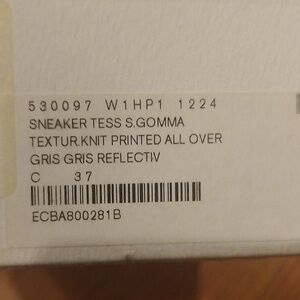 530097 W1HP1 1224
SNEAKER TESS S.GOMMA
TEXTUR.KNIT PRINTED ALL OVER
GRIS GRIS REFLECTIV
C 37
ECBA800281B